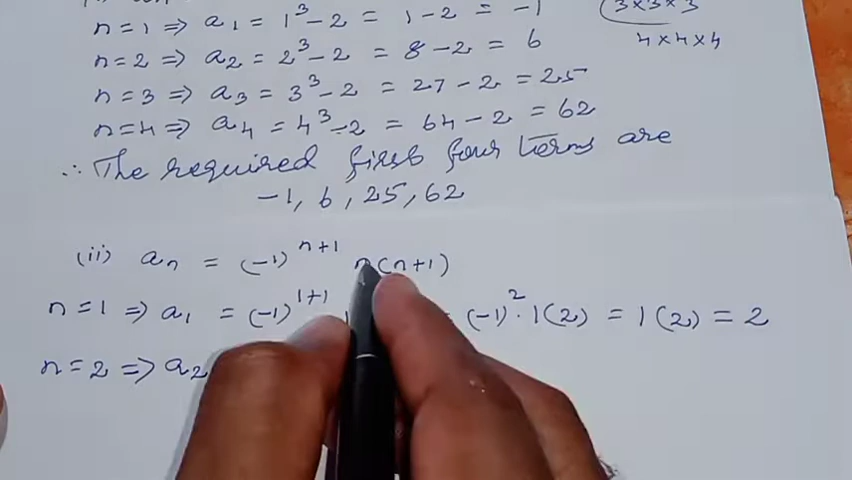 3×3×3
n=1 ⇒ a₁ = 1³-2 = 1-2 = -1
4×4×4
n=2 ⇒ a₂ = 2³-2 = 8-2 = 6
n=3 ⇒ a₃ = 3³-2 = 27-2 = 25
n=4 ⇒ a₄ = 4³-2 = 64-2 = 62
∴ The required first four terms are
-1, 6, 25, 62
(ii) aₙ = (-1)ⁿ⁺¹ n(n+1)
n=1 ⇒ a₁ = (-1)¹⁺¹ = (-1)²·1(2) = 1(2) = 2
n=2 ⇒ a₂